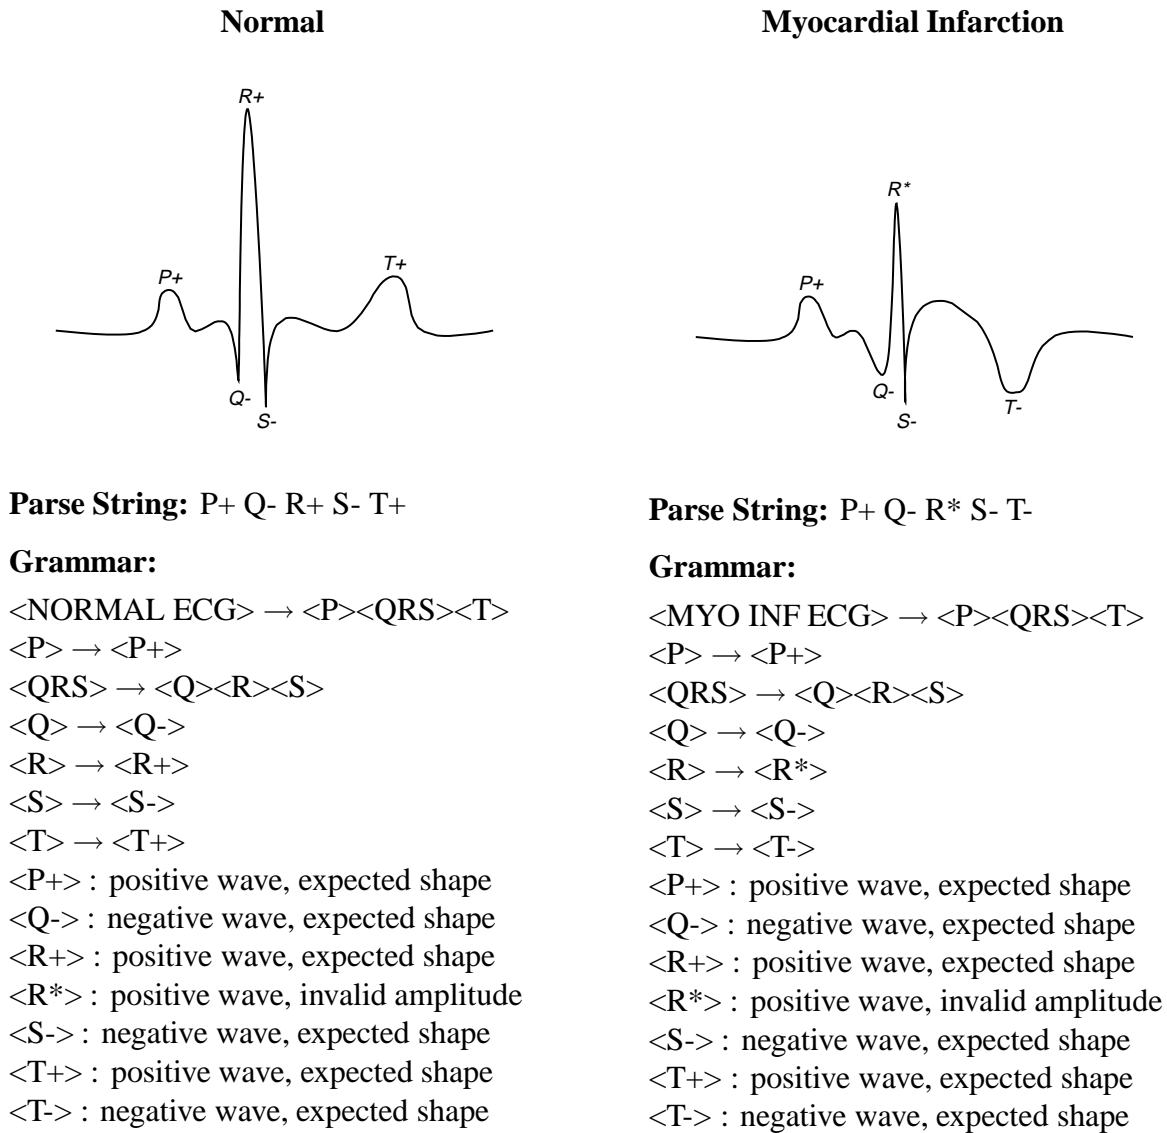 Normal
R+
P+
T+
Q-
S-
Parse String: P+ Q- R+ S- T+
Grammar:
<NORMAL ECG> → <P><QRS><T>
<P> → <P+>
<QRS> → <Q><R><S>
<Q> → <Q->
<R> → <R+>
<S> → <S->
<T> → <T+>
<P+> : positive wave, expected shape
<Q-> : negative wave, expected shape
<R+> : positive wave, expected shape
<R*> : positive wave, invalid amplitude
<S-> : negative wave, expected shape
<T+> : positive wave, expected shape
<T-> : negative wave, expected shape
Myocardial Infarction
R*
P+
Q-
S-
T-
Parse String: P+ Q- R* S- T-
Grammar:
<MYO INF ECG> → <P><QRS><T>
<P> → <P+>
<QRS> → <Q><R><S>
<Q> → <Q->
<R> → <R*>
<S> → <S->
<T> → <T->
<P+> : positive wave, expected shape
<Q-> : negative wave, expected shape
<R+> : positive wave, expected shape
<R*> : positive wave, invalid amplitude
<S-> : negative wave, expected shape
<T+> : positive wave, expected shape
<T-> : negative wave, expected shape